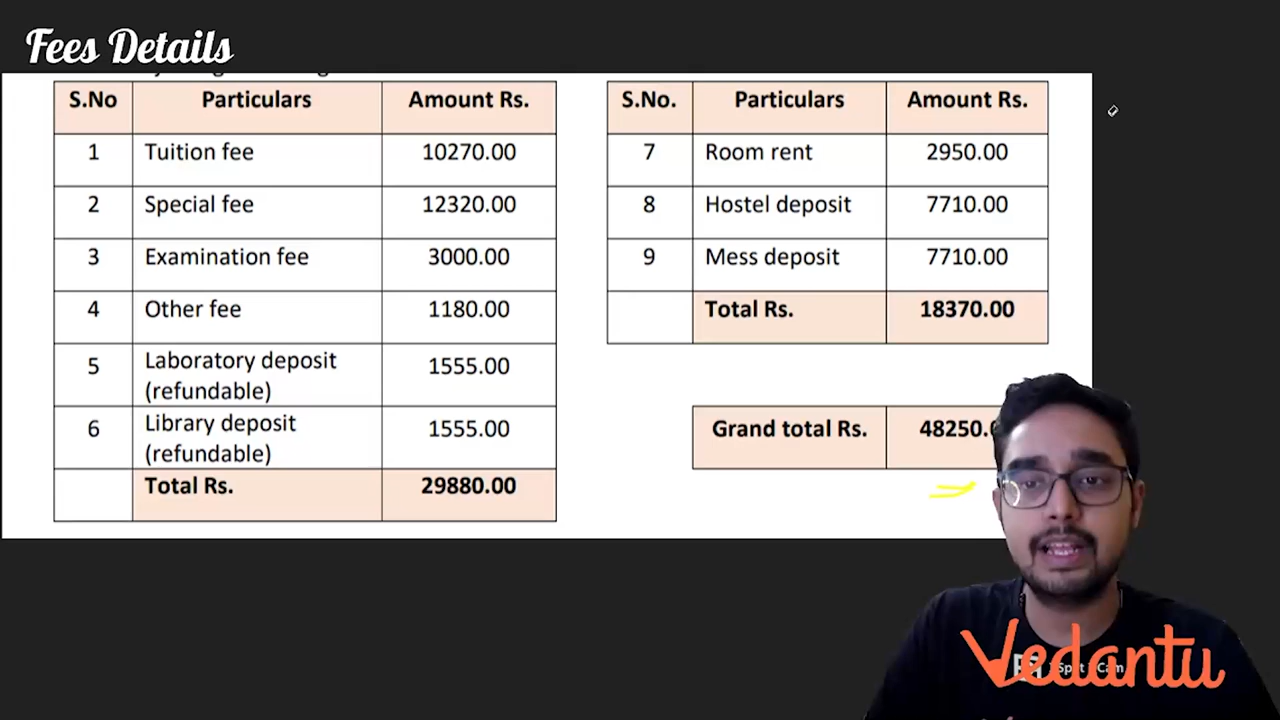 Fees Details
S.No Particulars Amount Rs.
1 Tuition fee 10270.00
2 Special fee 12320.00
3 Examination fee 3000.00
4 Other fee 1180.00
5 Laboratory deposit (refundable) 1555.00
6 Library deposit (refundable) 1555.00
Total Rs. 29880.00
S.No. Particulars Amount Rs.
7 Room rent 2950.00
8 Hostel deposit 7710.00
9 Mess deposit 7710.00
Total Rs. 18370.00
Grand total Rs. 48250.
Vedantu